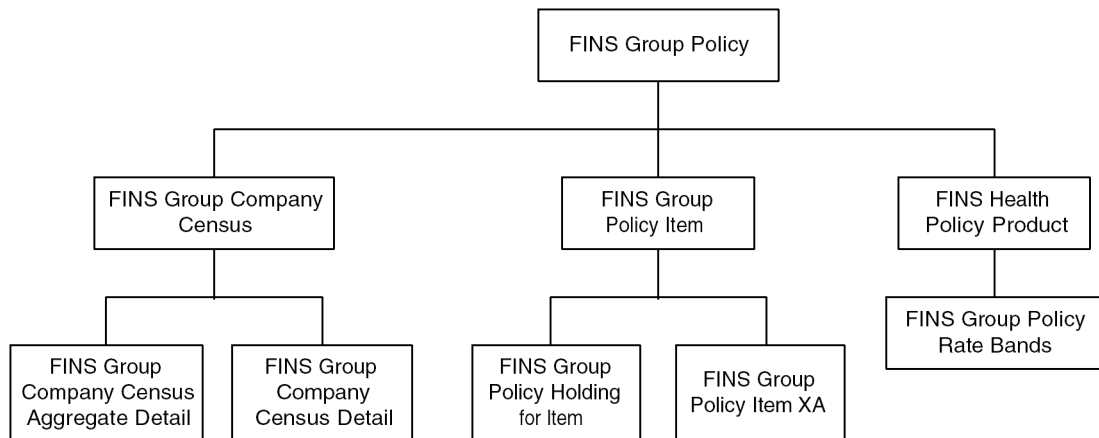 FINS Group Policy
FINS Group Company
Census
FINS Group
Policy Item
FINS Health
Policy Product
FINS Group
Company Census
Aggregate Detail
FINS Group
Company
Census Detail
FINS Group
Policy Holding
for Item
FINS Group
Policy Item XA
FINS Group Policy
Rate Bands